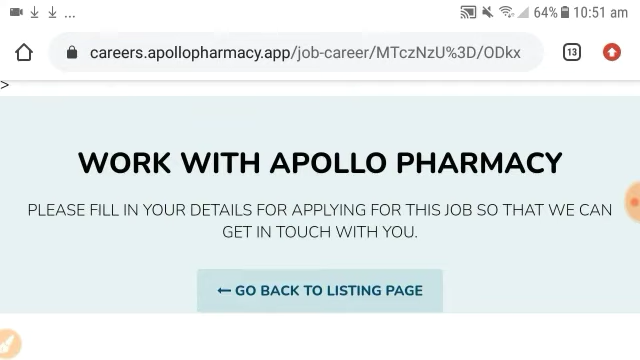 ... 64% 10:51 am
careers.apollopharmacy.app/job-career/MTczNzU%3D/ODkx 13
>
WORK WITH APOLLO PHARMACY
PLEASE FILL IN YOUR DETAILS FOR APPLYING FOR THIS JOB SO THAT WE CAN
GET IN TOUCH WITH YOU.
← GO BACK TO LISTING PAGE